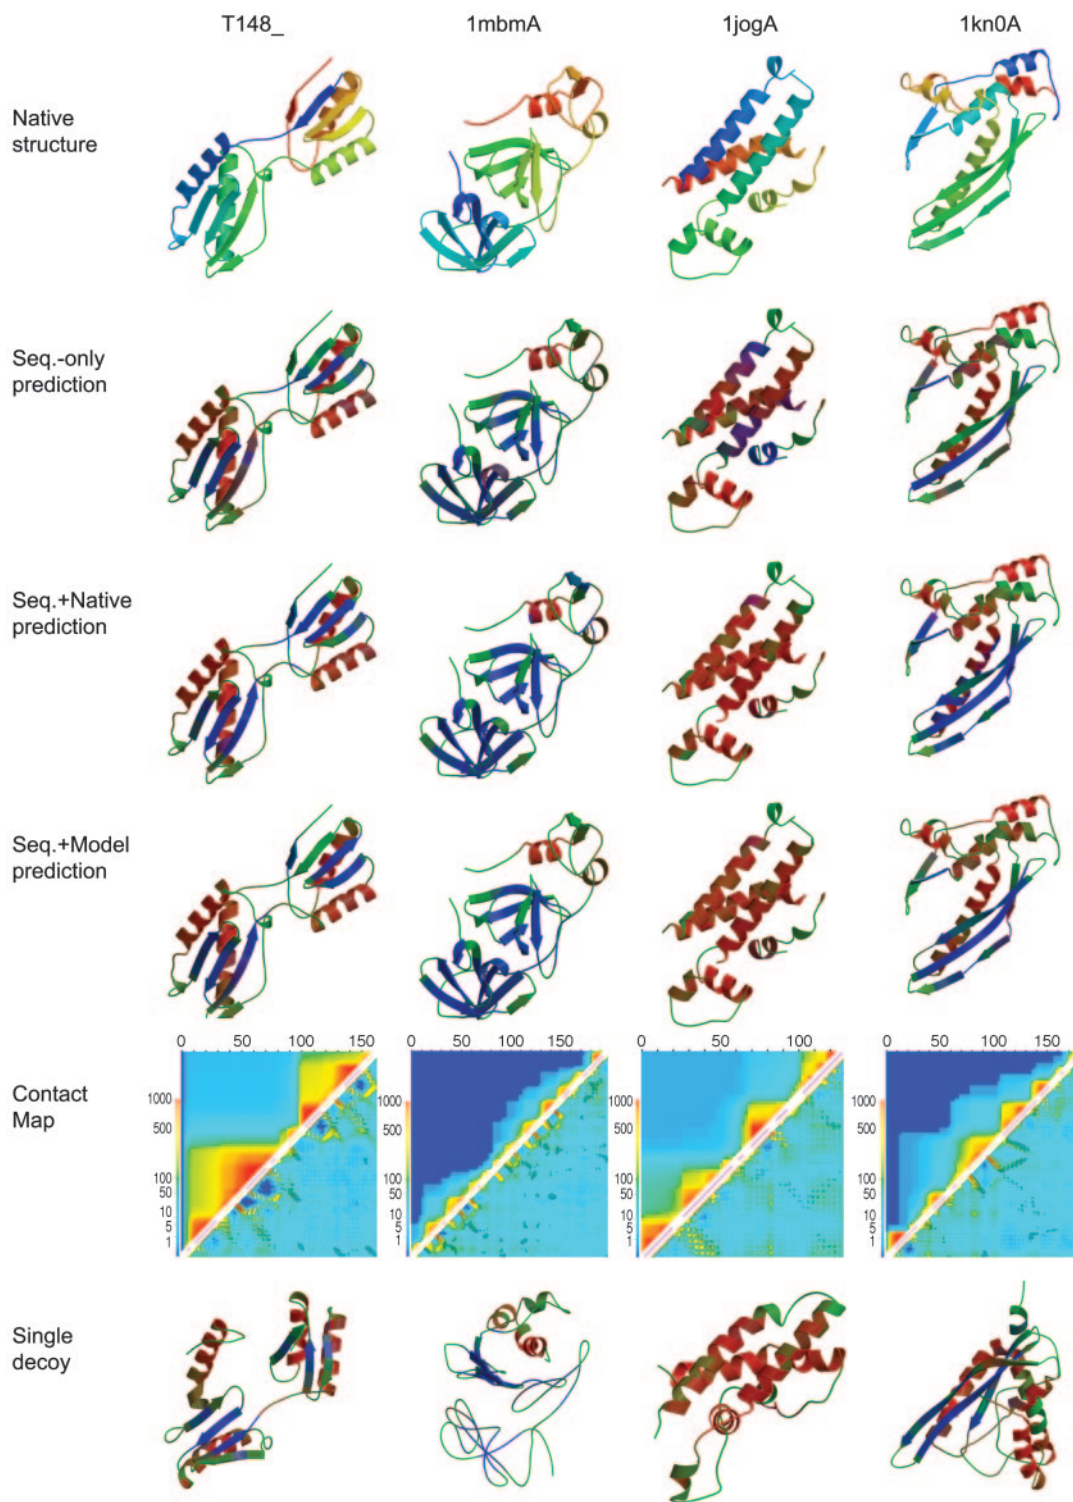 T148_ 1mbmA 1jogA 1kn0A
Native
structure
Seq.-only
prediction
Seq.+Native
prediction
Seq.+Model
prediction
0 50 100 150 0 50 100 150 0 50 100 0 50 100 150
Contact
Map
1000 1000 1000 1000
500 500 500 500
100 100 100 100
50 50 50 50
10 10 10 10
5 5 5 5
1 1 1 1
Single
decoy